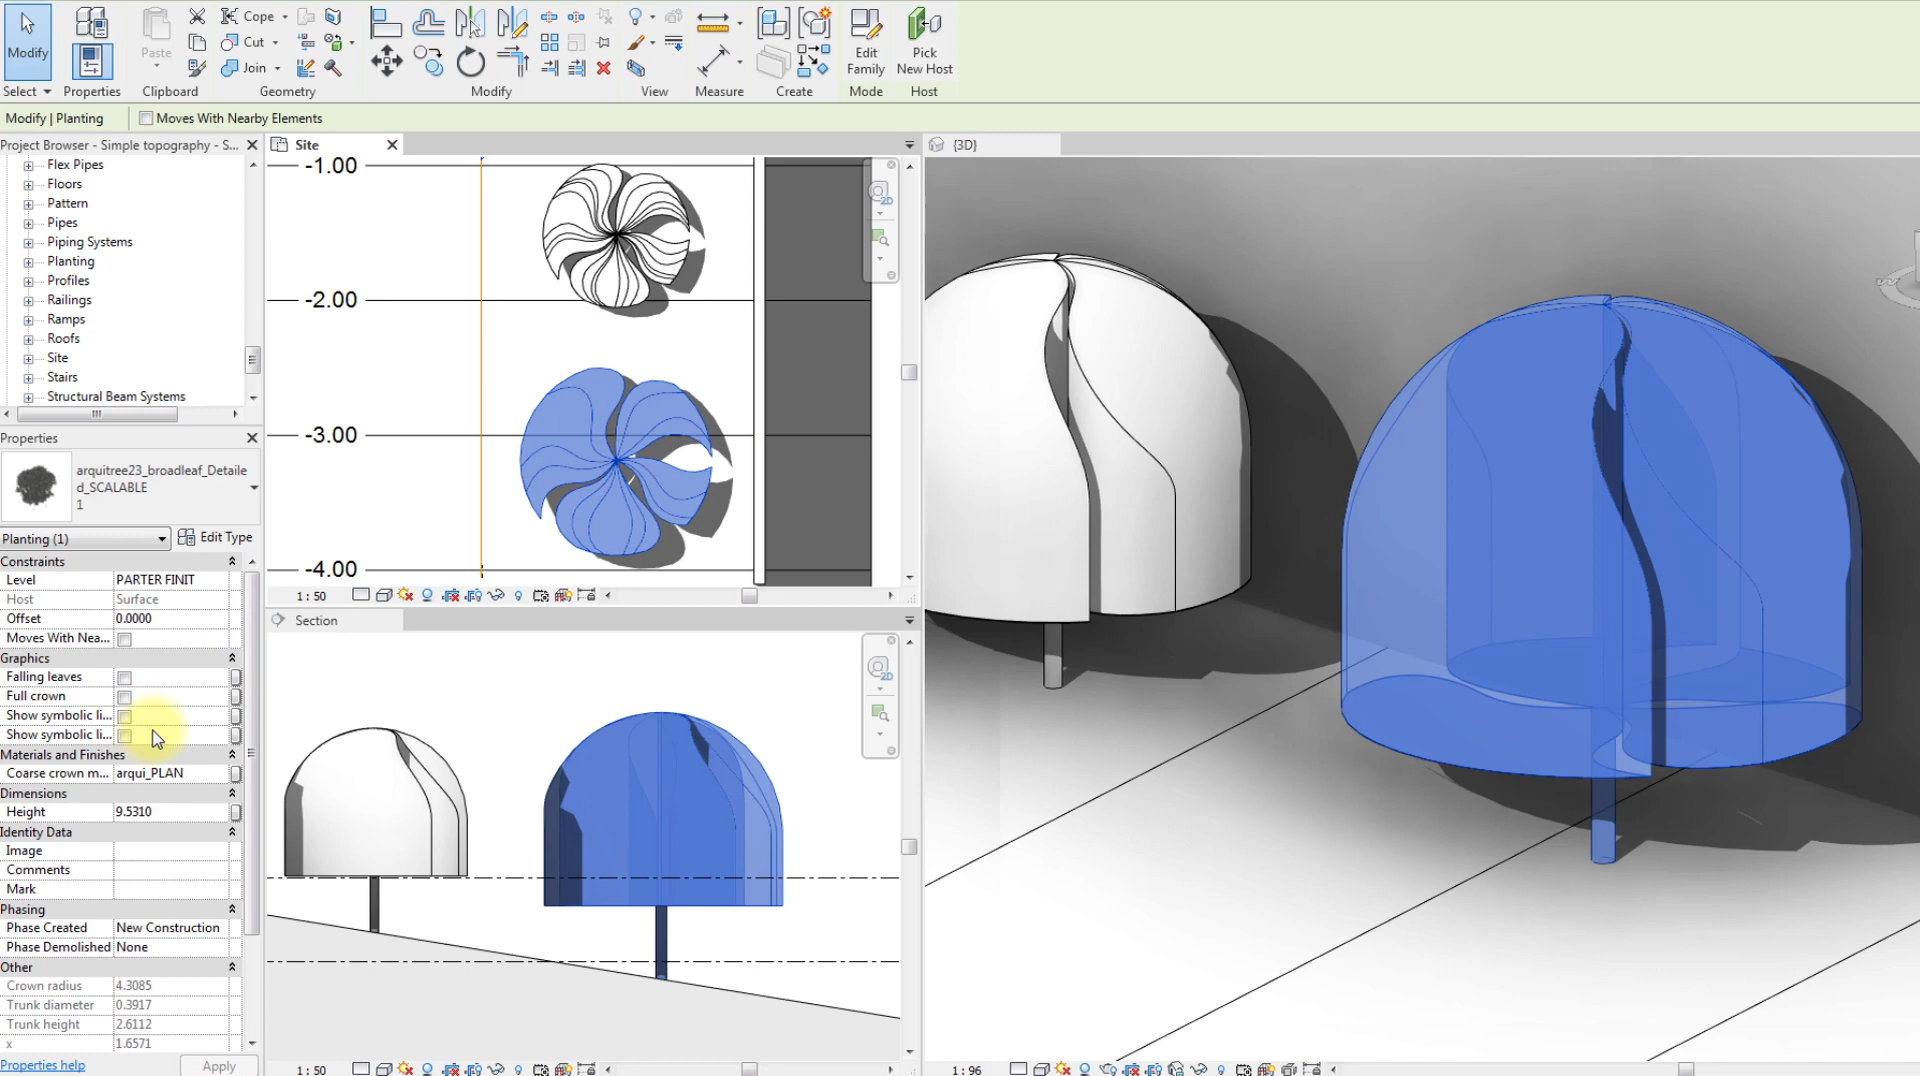 Modify
Select
Properties
Paste
Clipboard
Cope
Cut
Join
Geometry
Modify
View
Measure
Create
Edit
Family
Mode
Pick
New Host
Host
Modify | Planting
Moves With Nearby Elements
Project Browser - Simple topography - S...
Flex Pipes
Floors
Pattern
Pipes
Piping Systems
Planting
Profiles
Railings
Ramps
Roofs
Site
Stairs
Structural Beam Systems
Properties
arquitree23_broadleaf_Detaile
d_SCALABLE
1
Planting (1)
Edit Type
Constraints
Level PARTER FINIT
Host Surface
Offset 0.0000
Moves With Nea...
Graphics
Falling leaves
Full crown
Show symbolic li...
Show symbolic li...
Materials and Finishes
Coarse crown m... arqui_PLAN
Dimensions
Height 9.5310
Identity Data
Image
Comments
Mark
Phasing
Phase Created New Construction
Phase Demolished None
Other
Crown radius 4.3085
Trunk diameter 0.3917
Trunk height 2.6112
x 1.6571
Properties help
Apply
Site
-1.00
-2.00
-3.00
-4.00
2D
1 : 50
Section
2D
1 : 50
{3D}
1 : 96